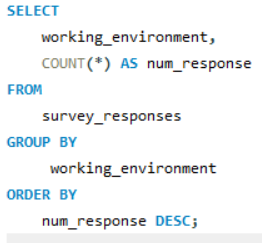 SELECT
working_environment,
COUNT(*) AS num_response
FROM
survey_responses
GROUP BY
working_environment
ORDER BY
num_response DESC;